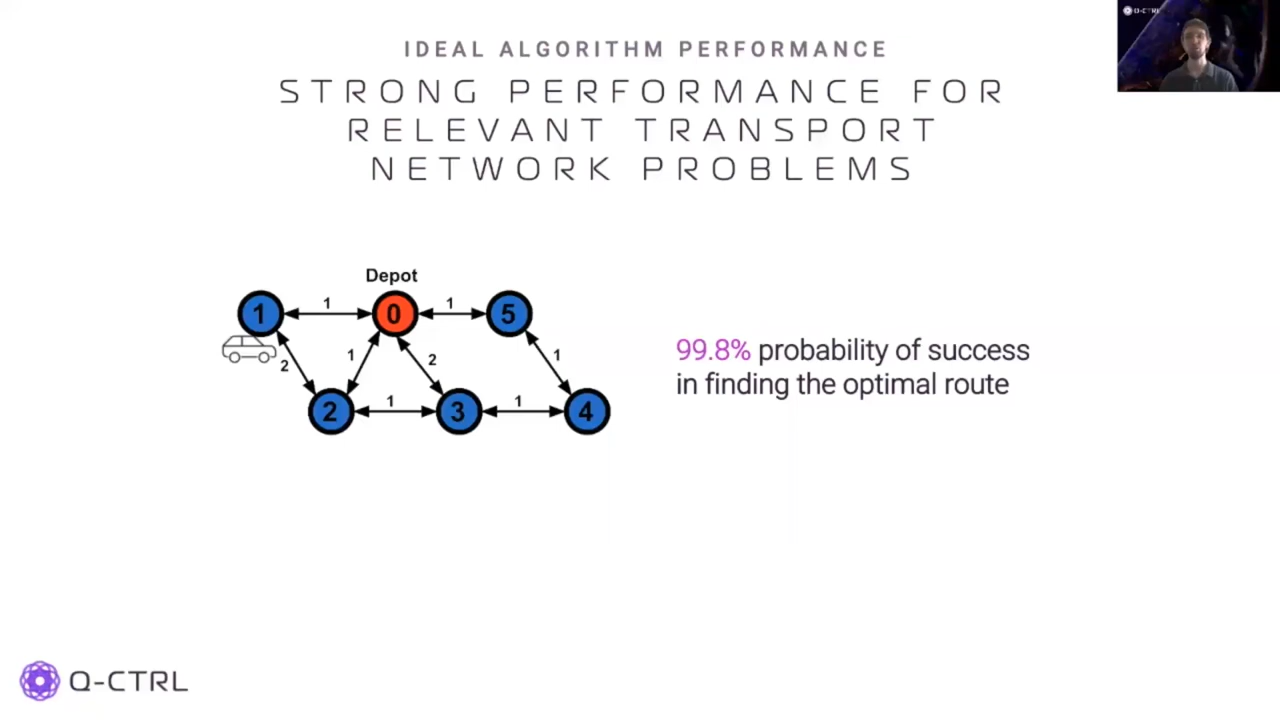 Q-CTRL
IDEAL ALGORITHM PERFORMANCE
STRONG PERFORMANCE FOR
RELEVANT TRANSPORT
NETWORK PROBLEMS
Depot
1
1
0
1
5
2
1
2
1
2
1
3
1
4
99.8% probability of success
in finding the optimal route
Q-CTRL